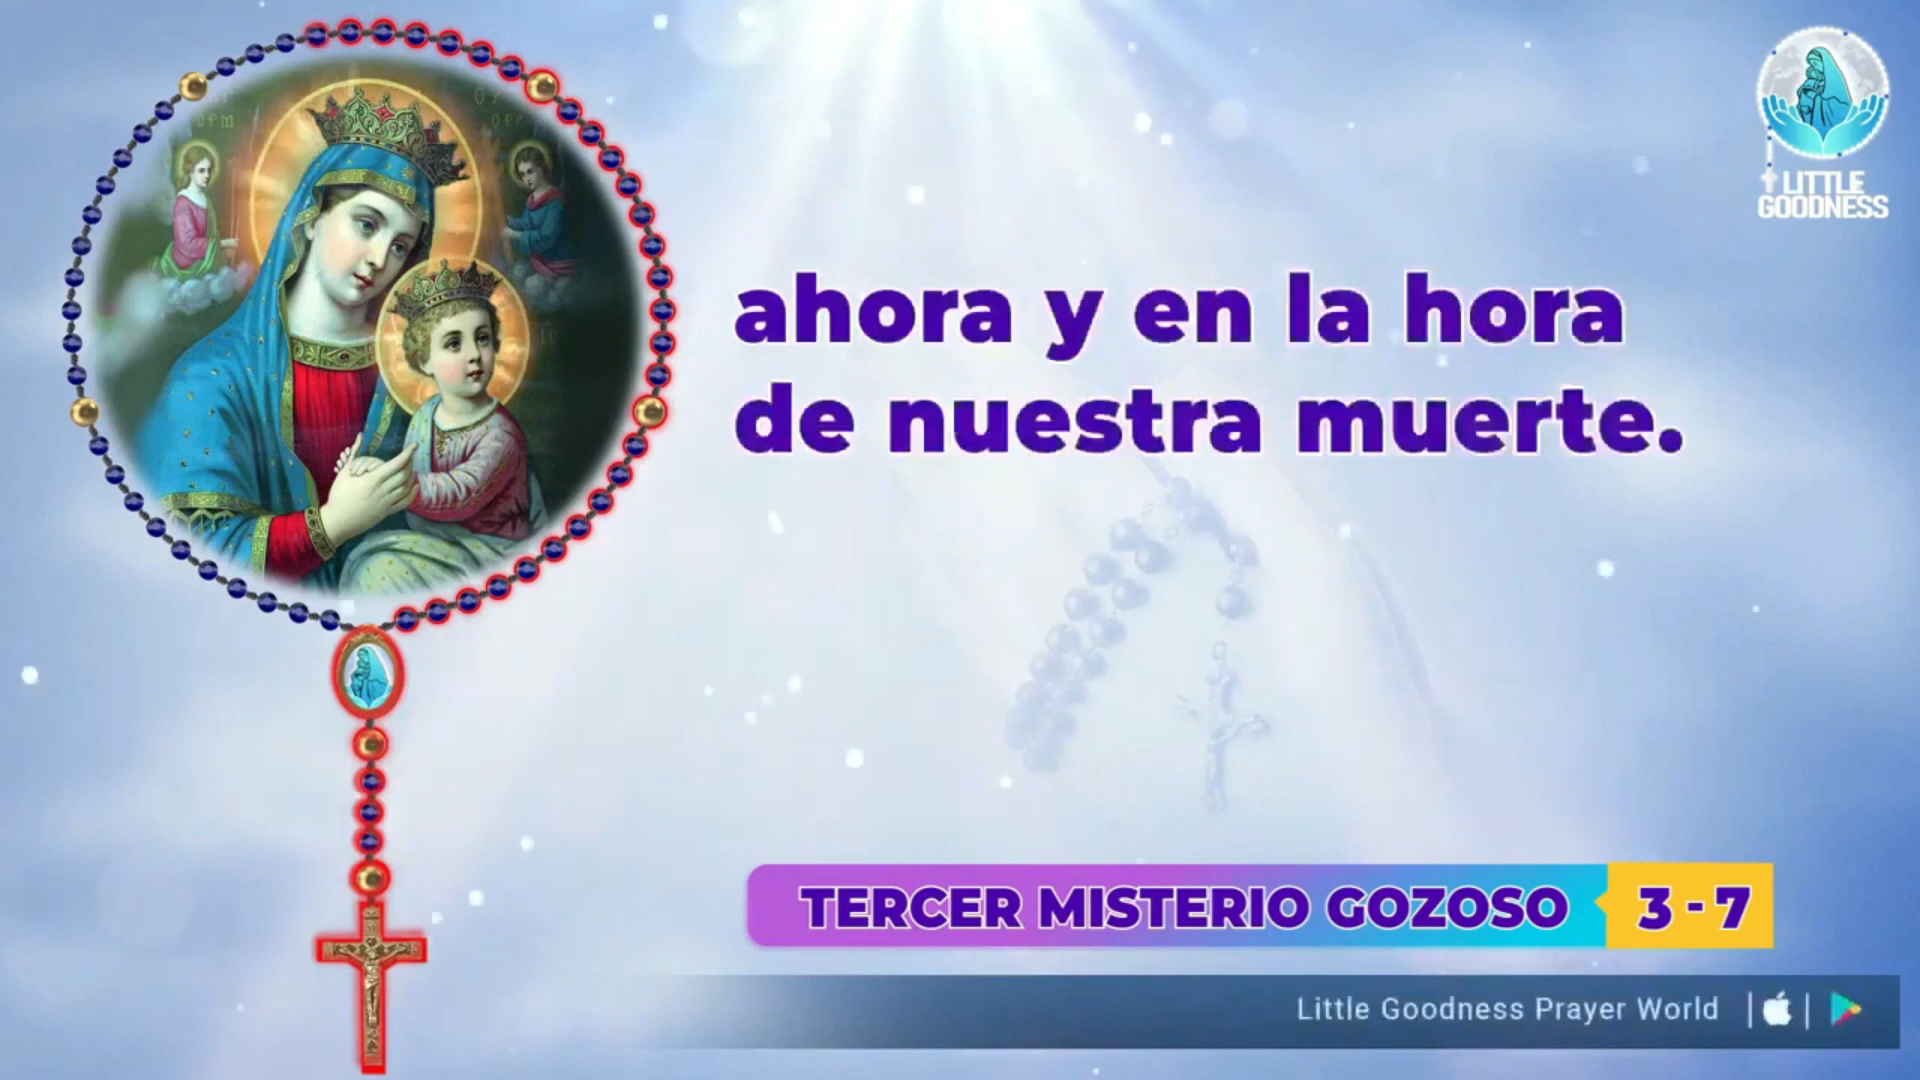 LITTLE
GOODNESS
ahora y en la hora
de nuestra muerte.
TERCER MISTERIO GOZOSO 3 - 7
Little Goodness Prayer World